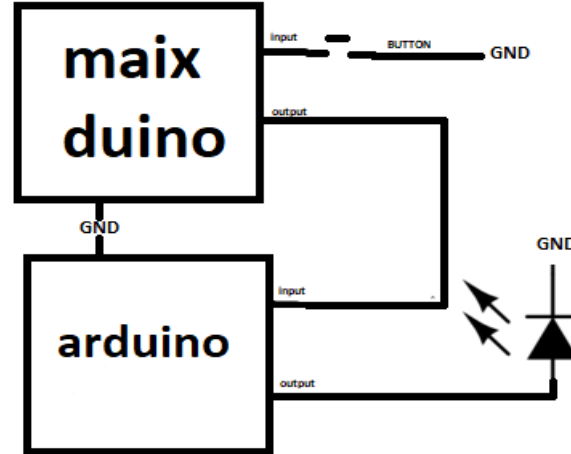 maix
duino
input
BUTTON
GND
output
GND
arduino
input
output
GND